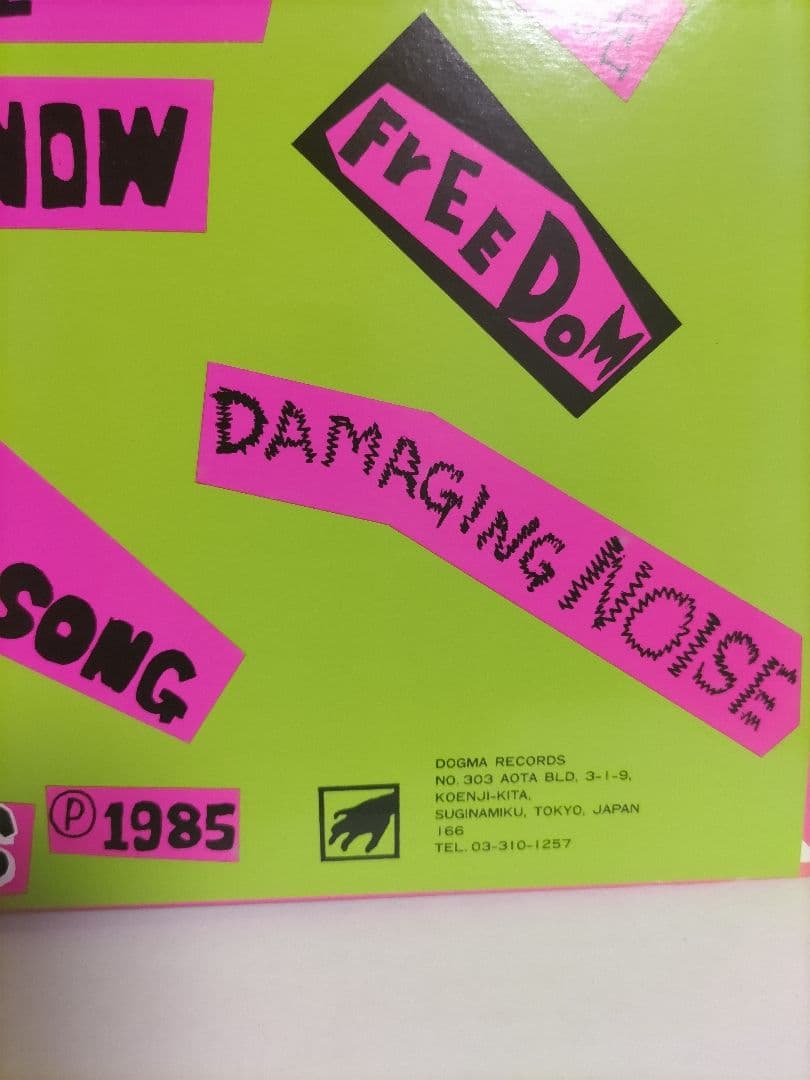 NOW
FrEEDOM
DAMAGING NOISE
SONG
Ⓟ1985
DOGMA RECORDS
NO. 303 AOTA BLD, 3-1-9,
KOENJI-KITA,
SUGINAMIKU, TOKYO, JAPAN
166
TEL. 03-310-1257